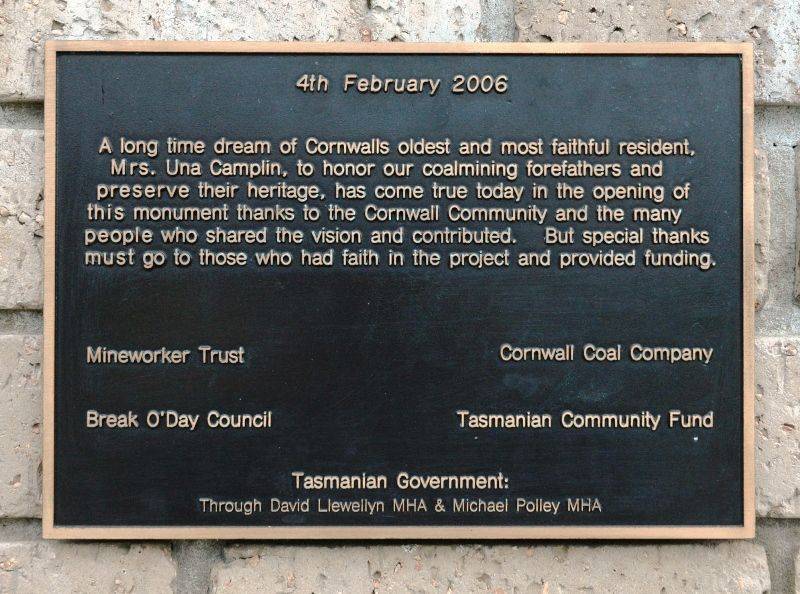 4th February 2006
A long time dream of Cornwalls oldest and most faithful resident,
Mrs. Una Camplin, to honor our coalmining forefathers and
preserve their heritage, has come true today in the opening of
this monument thanks to the Cornwall Community and the many
people who shared the vision and contributed. But special thanks
must go to those who had faith in the project and provided funding.
Mineworker Trust
Cornwall Coal Company
Break O'Day Council
Tasmanian Community Fund
Tasmanian Government:
Through David Llewellyn MHA & Michael Polley MHA